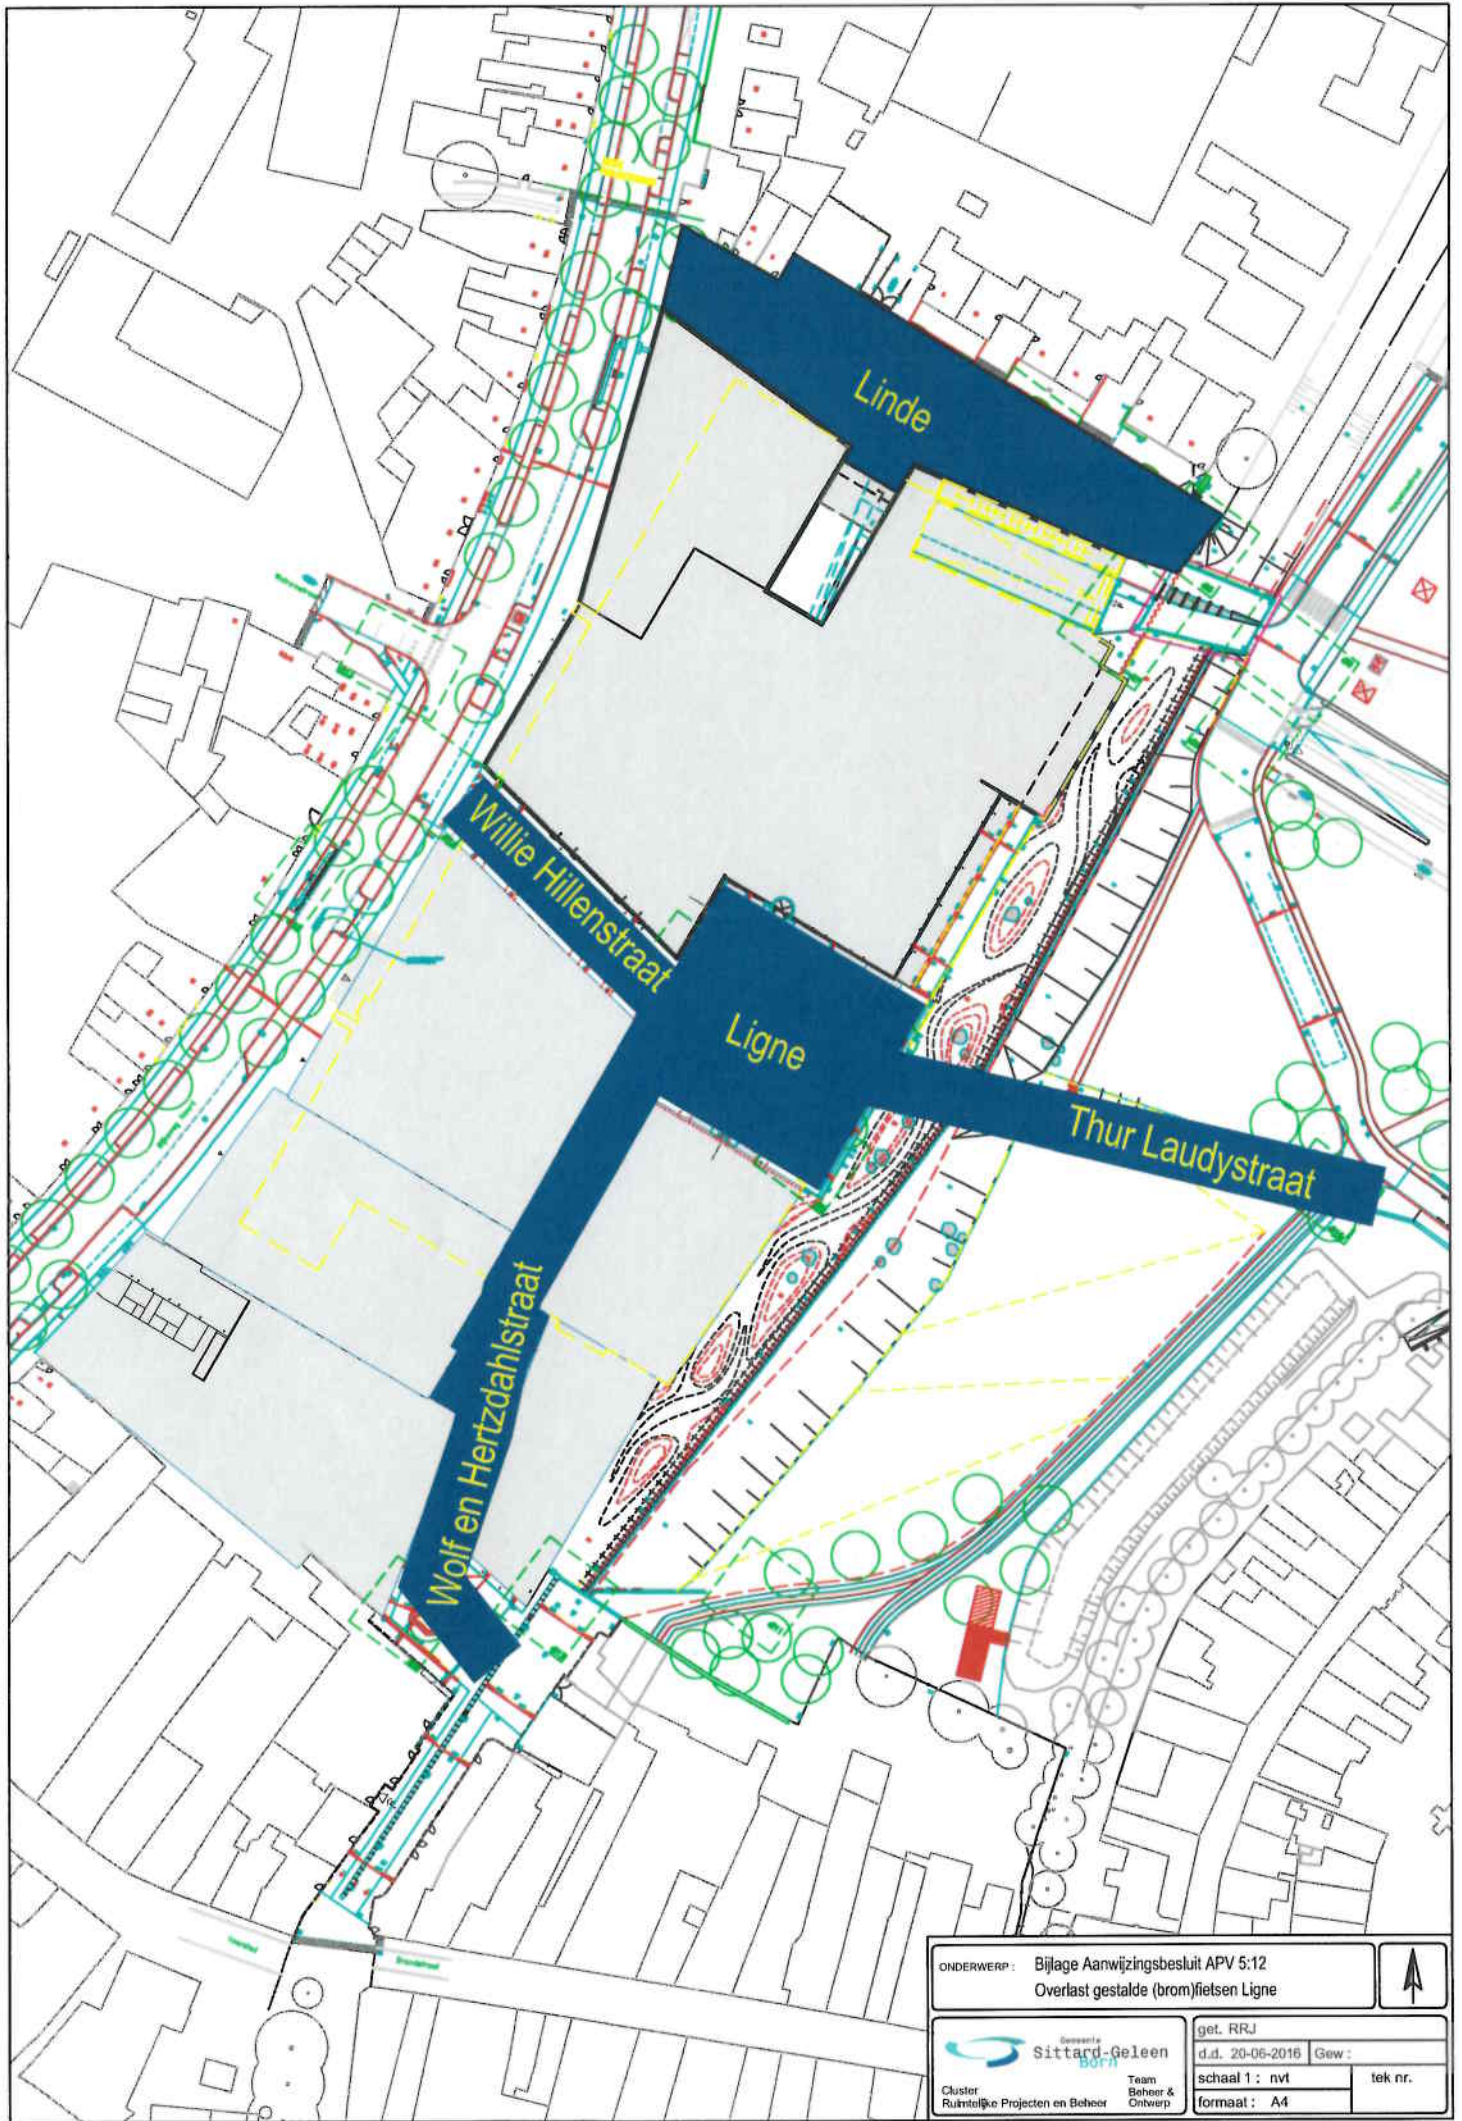 Linde
Willie Hillenstraat
Ligne
Thur Laudystraat
Wolf en Hertzdahlstraat
ONDERWERP : Bijlage Aanwijzingsbesluit APV 5:12
Overlast gestalde (brom)fietsen Ligne
Gemeente
Sittard-Geleen
Born
Cluster
Ruimtelijke Projecten en Beheer
Team
Beheer &
Ontwerp
get. RRJ
d.d. 20-06-2016 Gew :
schaal 1 : nvt tek nr.
formaat : A4